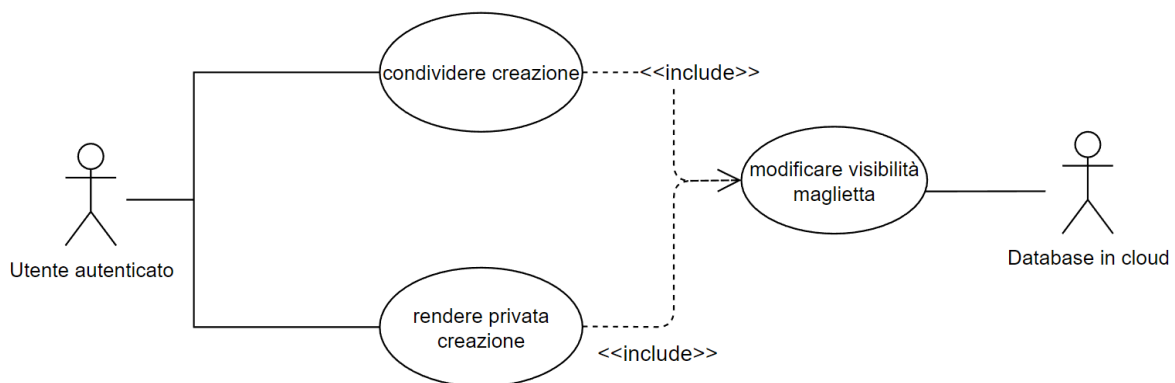 condividere creazione
<<include>>
modificare visibilità
maglietta
Utente autenticato
Database in cloud
rendere privata
creazione
<<include>>